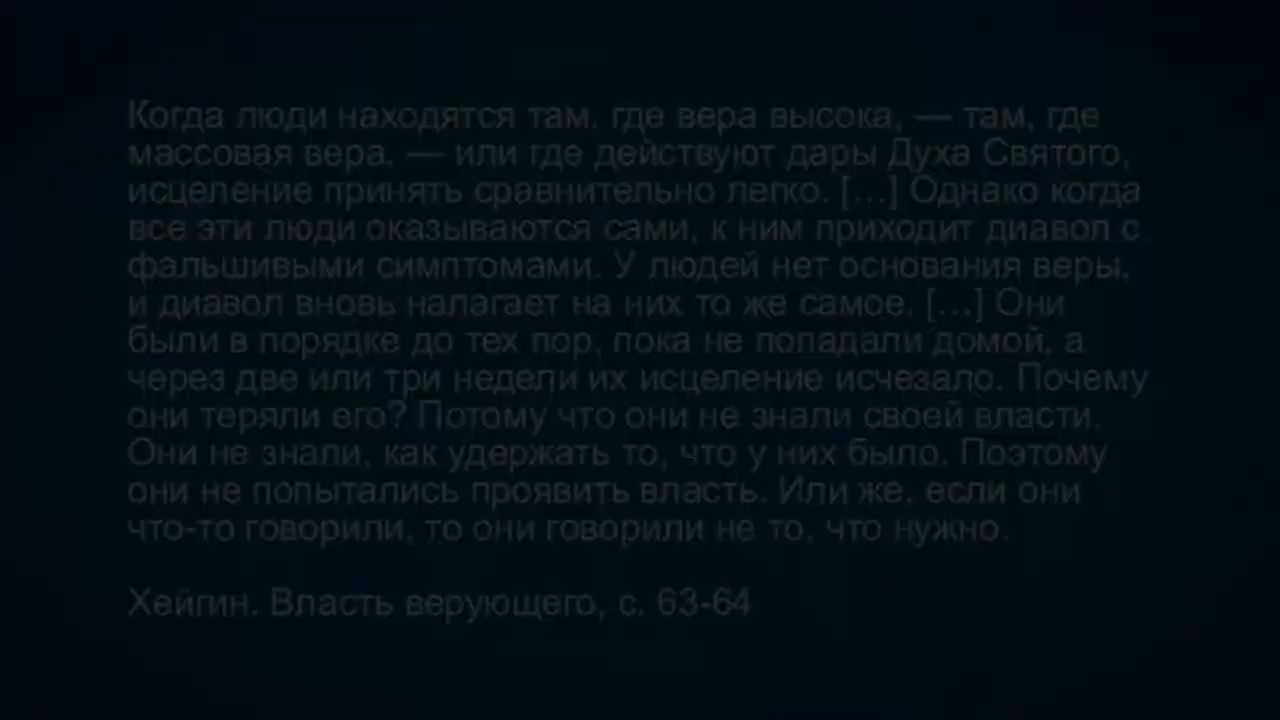 Когда люди находятся там, где вера высока, — там, где
массовая вера, — или где действуют дары Духа Святого,
исцеление принять сравнительно легко. […] Однако когда
все эти люди оказываются сами, к ним приходит диавол с
фальшивыми симптомами. У людей нет основания веры,
и диавол вновь налагает на них то же самое. […] Они
были в порядке до тех пор, пока не попадали домой, а
через две или три недели их исцеление исчезало. Почему
они теряли его? Потому что они не знали своей власти.
Они не знали, как удержать то, что у них было. Поэтому
они не попытались проявить власть. Или же, если они
что-то говорили, то они говорили не то, что нужно.
Хейгин. Власть верующего, с. 63-64